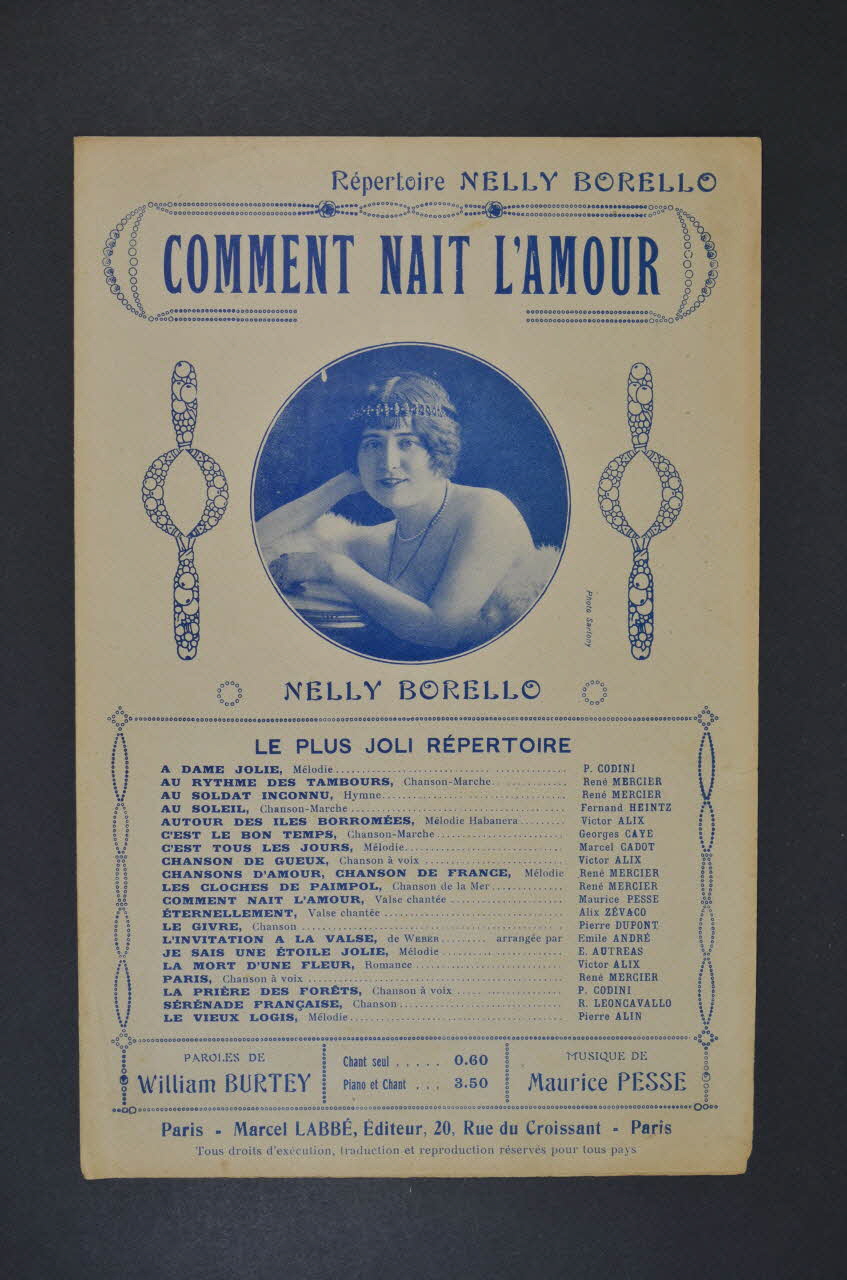 Répertoire NELLY BORELLO
COMMENT NAIT L'AMOUR
Photo Sartony
NELLY BORELLO
LE PLUS JOLI RÉPERTOIRE
A DAME JOLIE, Mélodie P. CODINI
AU RYTHME DES TAMBOURS, Chanson-Marche René MERCIER
AU SOLDAT INCONNU, Hymne René MERCIER
AU SOLEIL, Chanson-Marche Fernand HEINTZ
AUTOUR DES ILES BORROMÉES, Mélodie Habanera Victor ALIX
C'EST LE BON TEMPS, Chanson-Marche Georges CAYE
C'EST TOUS LES JOURS, Mélodie Marcel CADOT
CHANSON DE GUEUX, Chanson à voix Victor ALIX
CHANSONS D'AMOUR, CHANSON DE FRANCE, Mélodie René MERCIER
LES CLOCHES DE PAIMPOL, Chanson de la Mer René MERCIER
COMMENT NAIT L'AMOUR, Valse chantée Maurice PESSE
ÉTERNELLEMENT, Valse chantée Alix ZÉVACO
LE GIVRE, Chanson Pierre DUPONT
L'INVITATION A LA VALSE, de WEBER arrangée par Emile ANDRÉ
JE SAIS UNE ÉTOILE JOLIE, Mélodie E. AUTREAS
LA MORT D'UNE FLEUR, Romance Victor ALIX
PARIS, Chanson à voix René MERCIER
LA PRIÈRE DES FORÊTS, Chanson à voix P. CODINI
SÉRÉNADE FRANÇAISE, Chanson R. LEONCAVALLO
LE VIEUX LOGIS, Mélodie Pierre ALIN
PAROLES DE
William BURTEY
Chant seul 0.60
Piano et Chant 3.50
MUSIQUE DE
Maurice PESSE
Paris - Marcel LABBÉ, Éditeur, 20, Rue du Croissant - Paris
Tous droits d'exécution, traduction et reproduction réservés pour tous pays